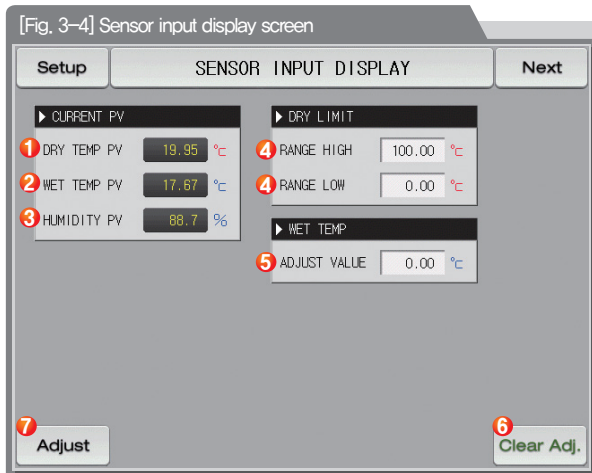 [Fig. 3-4] Sensor input display screen
Setup
SENSOR INPUT DISPLAY
Next
▶ CURRENT PV
1 DRY TEMP PV 19.95 ℃
2 WET TEMP PV 17.67 ℃
3 HUMIDITY PV 88.7 %
▶ DRY LIMIT
4 RANGE HIGH 100.00 ℃
4 RANGE LOW 0.00 ℃
▶ WET TEMP
5 ADJUST VALUE 0.00 ℃
7
Adjust
6
Clear Adj.